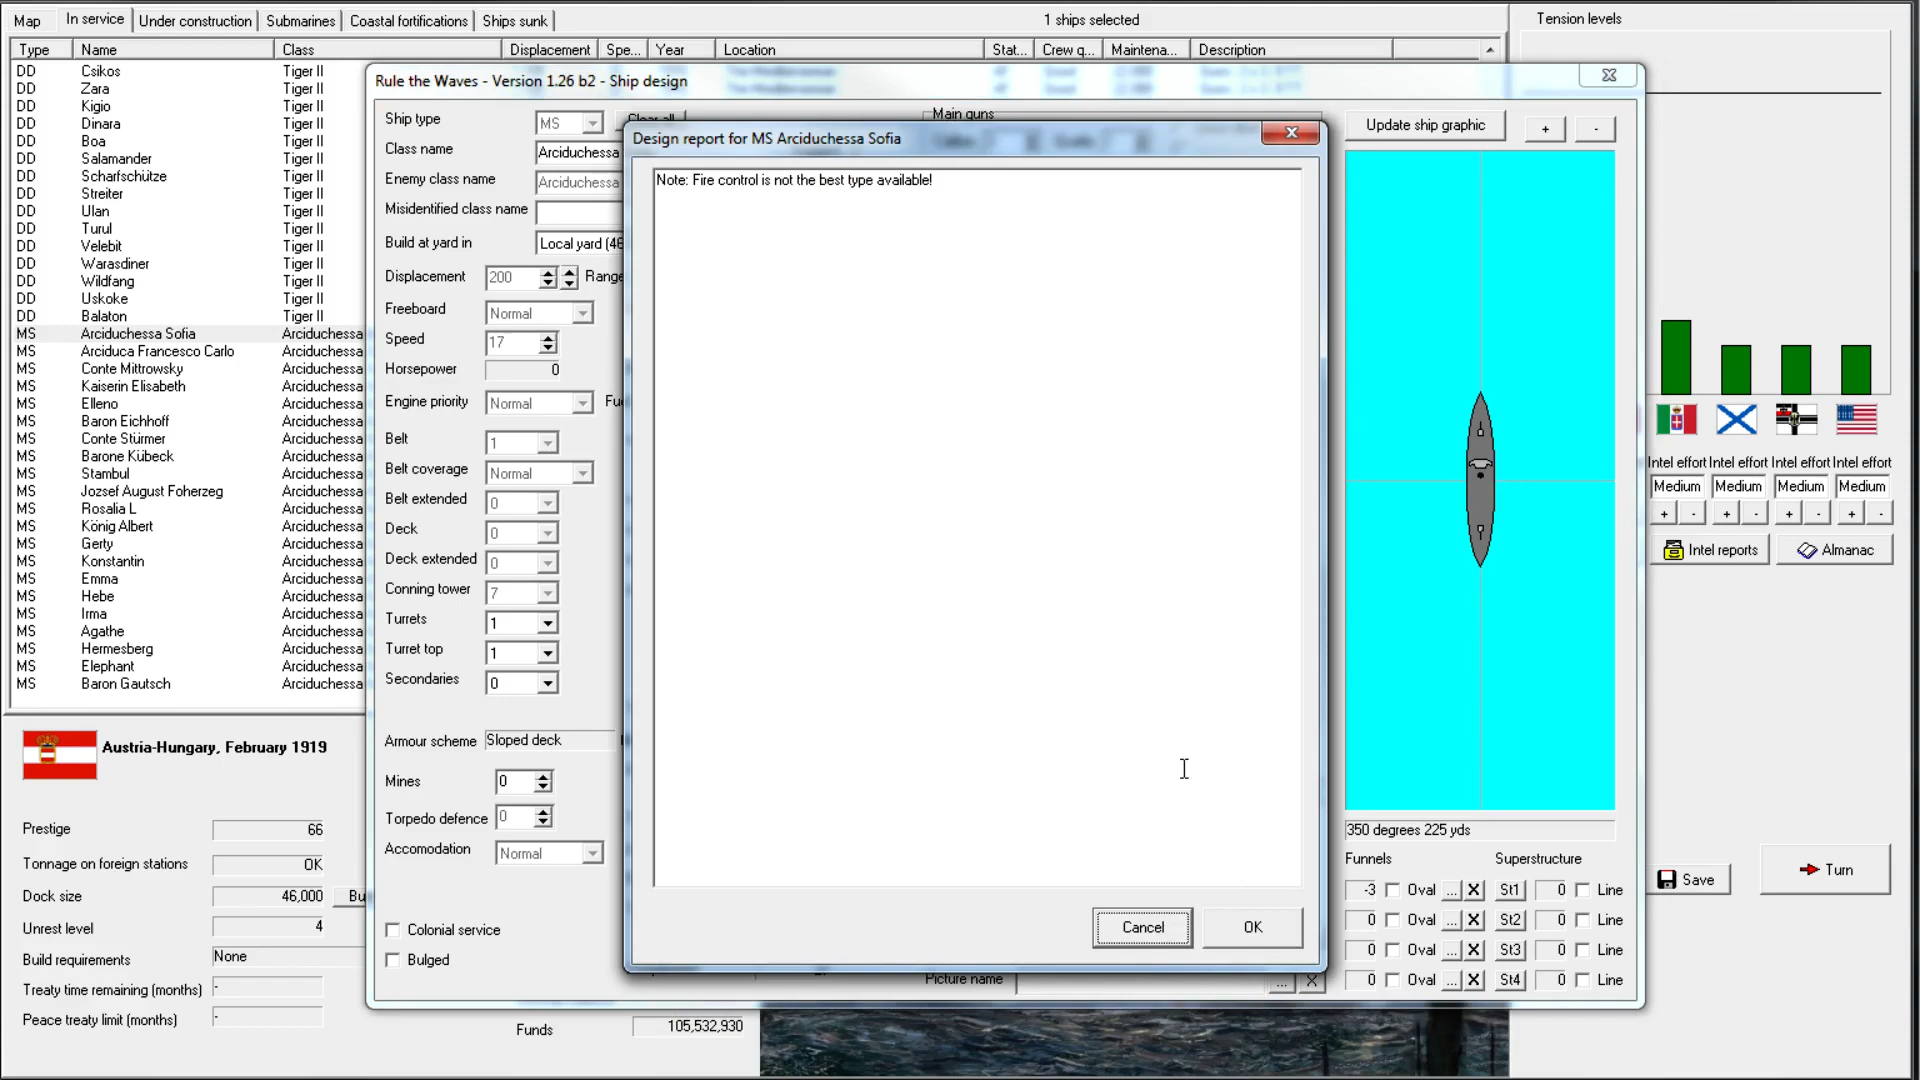 Map
In service
Under construction
Submarines
Coastal fortifications
Ships sunk
1 ships selected
Tension levels
Type Name Class Displacement Spe... Year Location Stat... Crew q... Maintena... Description
DD Csikos Tiger II
DD Zara Tiger II
DD Kigio Tiger II
DD Dinara Tiger II
DD Boa Tiger II
DD Salamander Tiger II
DD Scharfschütze Tiger II
DD Streiter Tiger II
DD Ulan Tiger II
DD Turul Tiger II
DD Velebit Tiger II
DD Warasdiner Tiger II
DD Wildfang Tiger II
DD Uskoke Tiger II
DD Balaton Tiger II
MS Arciduchessa Sofia Arciduchessa
MS Arciduca Francesco Carlo Arciduchessa
MS Conte Mittrowsky Arciduchessa
MS Kaiserin Elisabeth Arciduchessa
MS Elleno Arciduchessa
MS Baron Eichhoff Arciduchessa
MS Conte Stürmer Arciduchessa
MS Barone Kübeck Arciduchessa
MS Stambul Arciduchessa
MS Jozsef August Foherzeg Arciduchessa
MS Rosalia L Arciduchessa
MS König Albert Arciduchessa
MS Gerty Arciduchessa
MS Konstantin Arciduchessa
MS Emma Arciduchessa
MS Hebe Arciduchessa
MS Irma Arciduchessa
MS Agathe Arciduchessa
MS Hermesberg Arciduchessa
MS Elephant Arciduchessa
MS Baron Gautsch Arciduchessa
Rule the Waves - Version 1.26 b2 - Ship design
Ship type MS Clear all
Class name Arciduchessa
Enemy class name Arciduchessa
Misidentified class name
Build at yard in Local yard (46
Displacement 200 Range
Freeboard Normal
Speed 17
Horsepower 0
Engine priority Normal Fu
Belt 1
Belt coverage Normal
Belt extended 0
Deck 0
Deck extended 0
Conning tower 7
Turrets 1
Turret top 1
Secondaries 0
Armour scheme Sloped deck
Mines 0
Torpedo defence 0
Accomodation Normal
Colonial service
Bulged
Main guns
Design report for MS Arciduchessa Sofia
Note: Fire control is not the best type available!
Cancel OK
Picture name ... X
Update ship graphic + -
350 degrees 225 yds
Funnels Superstructure
-3 Oval ... X St1 0 Line
0 Oval ... X St2 0 Line
0 Oval ... X St3 0 Line
0 Oval ... X St4 0 Line
Intel effort Intel effort Intel effort Intel effort
Medium Medium Medium Medium
+ - + - + - + -
Intel reports Almanac
Save Turn
Austria-Hungary, February 1919
Prestige 66
Tonnage on foreign stations OK
Dock size 46,000 Bu
Unrest level 4
Build requirements None
Treaty time remaining (months) -
Peace treaty limit (months) -
Funds 105,532,930